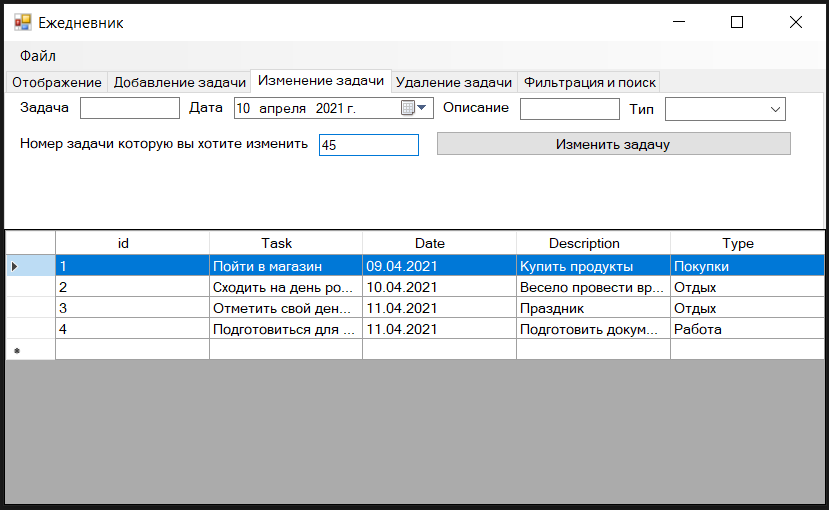 Ежедневник
Файл
Отображение Добавление задачи Изменение задачи Удаление задачи Фильтрация и поиск
Задача Дата 10 апреля 2021 г. Описание Тип
Номер задачи которую вы хотите изменить 45 Изменить задачу
id Task Date Description Type
1 Пойти в магазин 09.04.2021 Купить продукты Покупки
2 Сходить на день ро... 10.04.2021 Весело провести вр... Отдых
3 Отметить свой ден... 11.04.2021 Праздник Отдых
4 Подготовиться для ... 11.04.2021 Подготовить докум... Работа